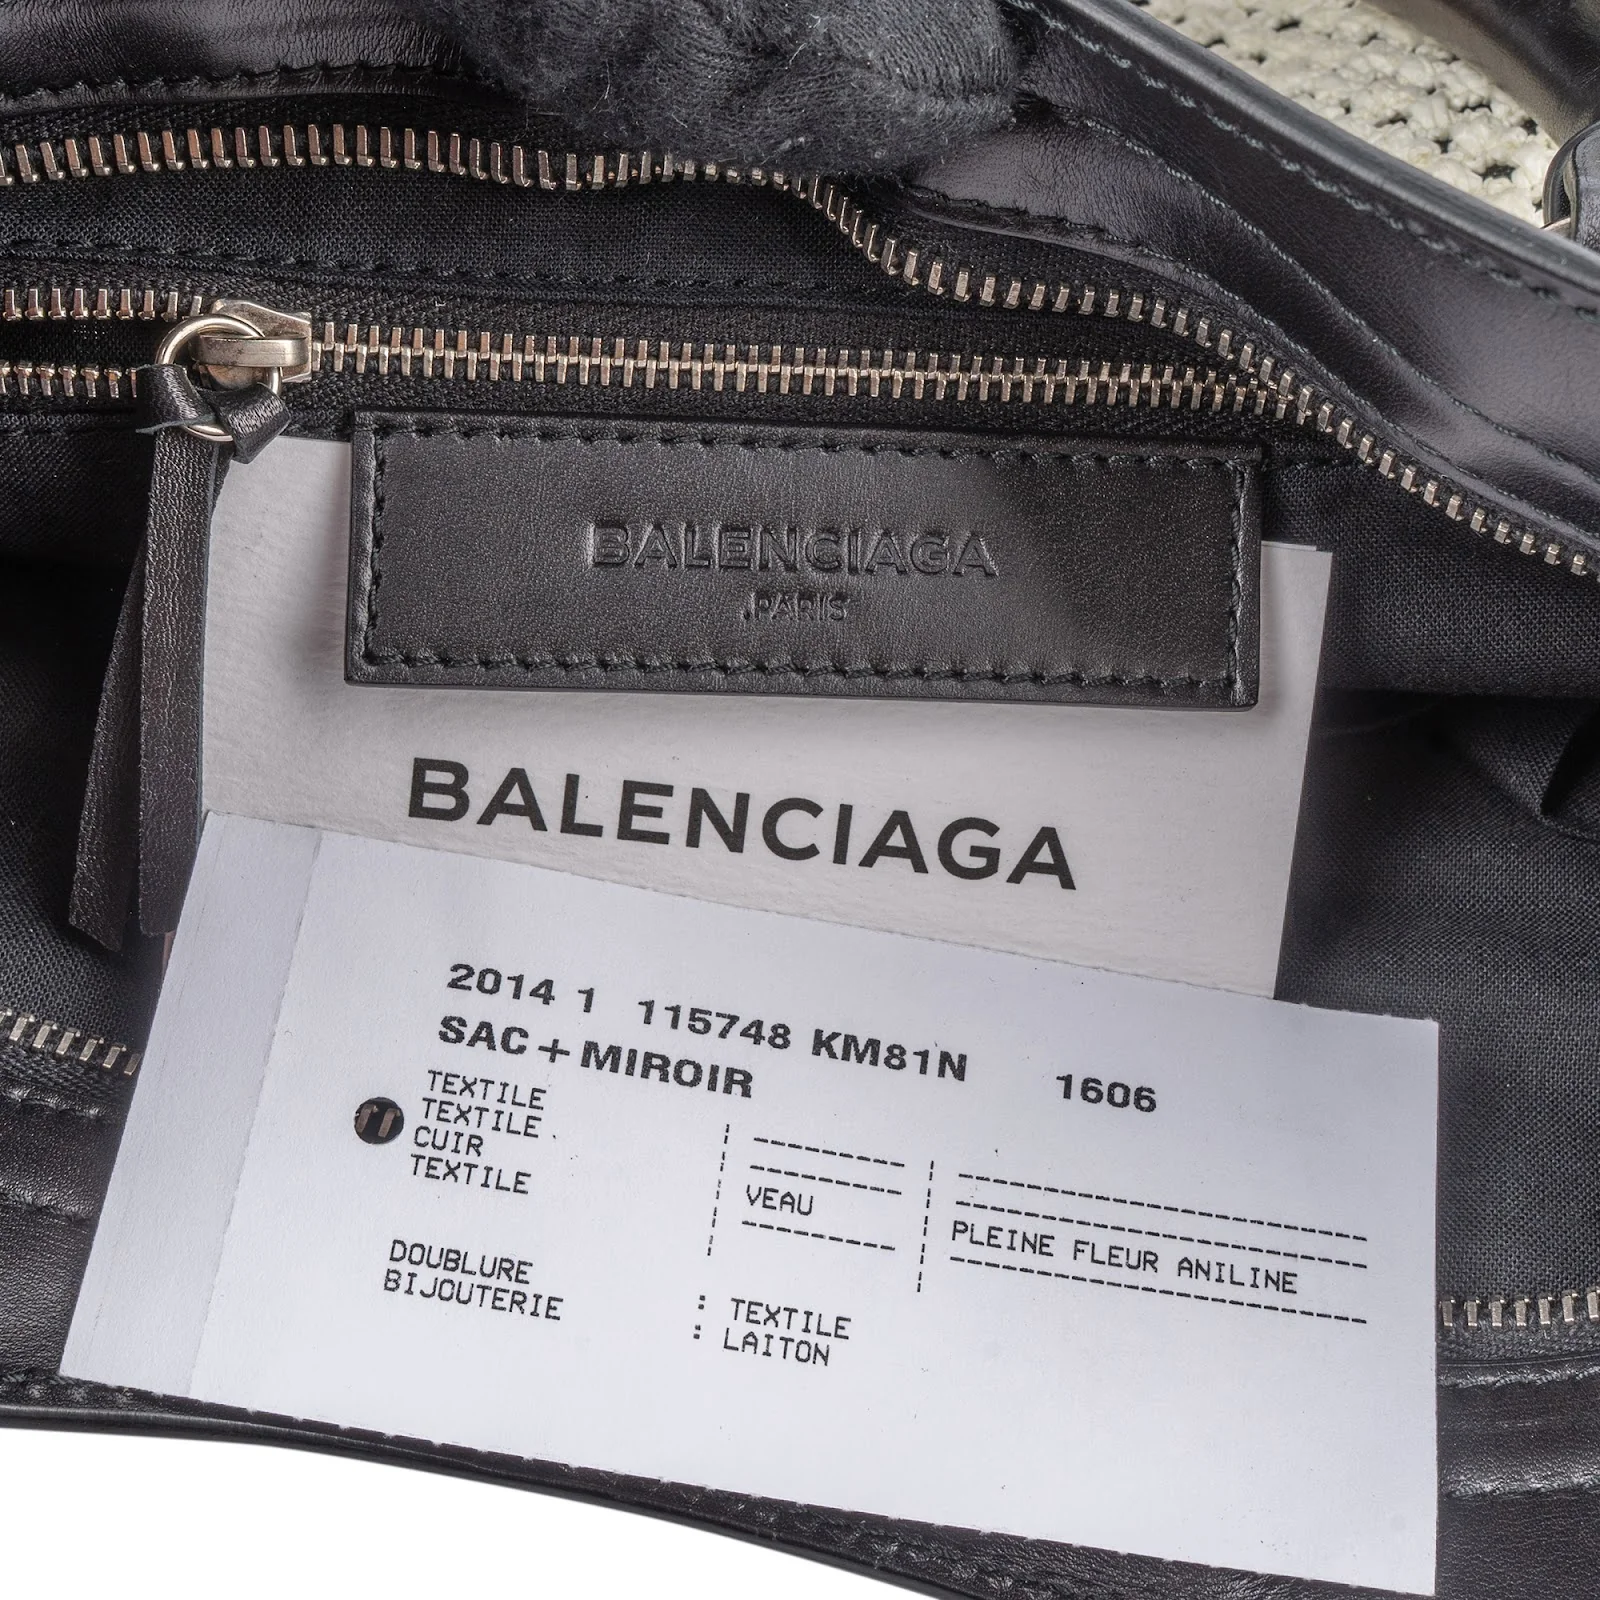 BALENCIAGA
.PARIS
BALENCIAGA
2014 1 115748 KM81N 1606
SAC+MIROIR
TEXTILE
TEXTILE
CUIR VEAU PLEINE FLEUR ANILINE
TEXTILE
DOUBLURE : TEXTILE
BIJOUTERIE : LAITON